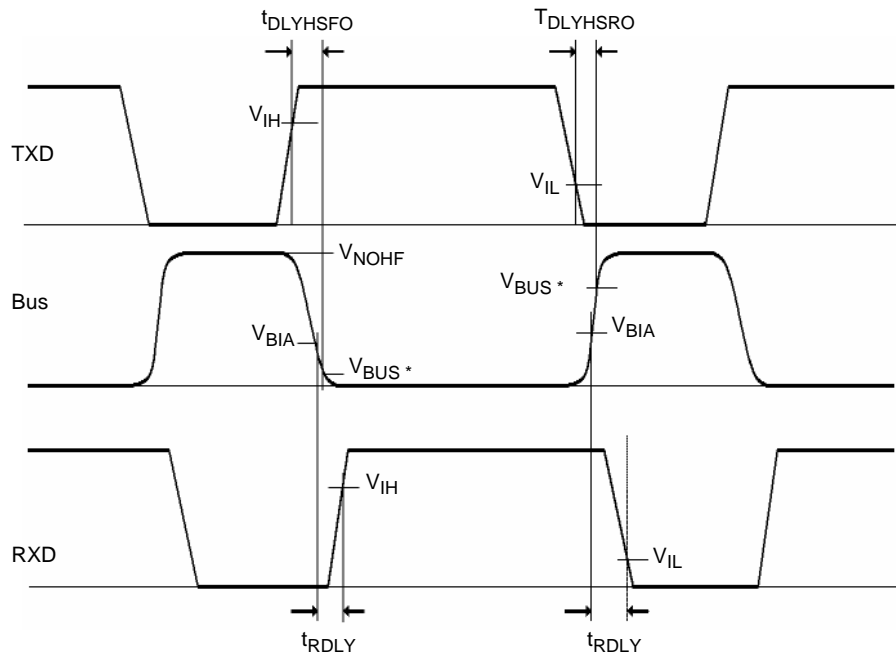 tDLYHSFO TDLYHSRO
VIH
TXD
VIL
VNOHF
VBUS *
Bus
VBIA VBIA
VBUS *
VIH
RXD
VIL
tRDLY tRDLY